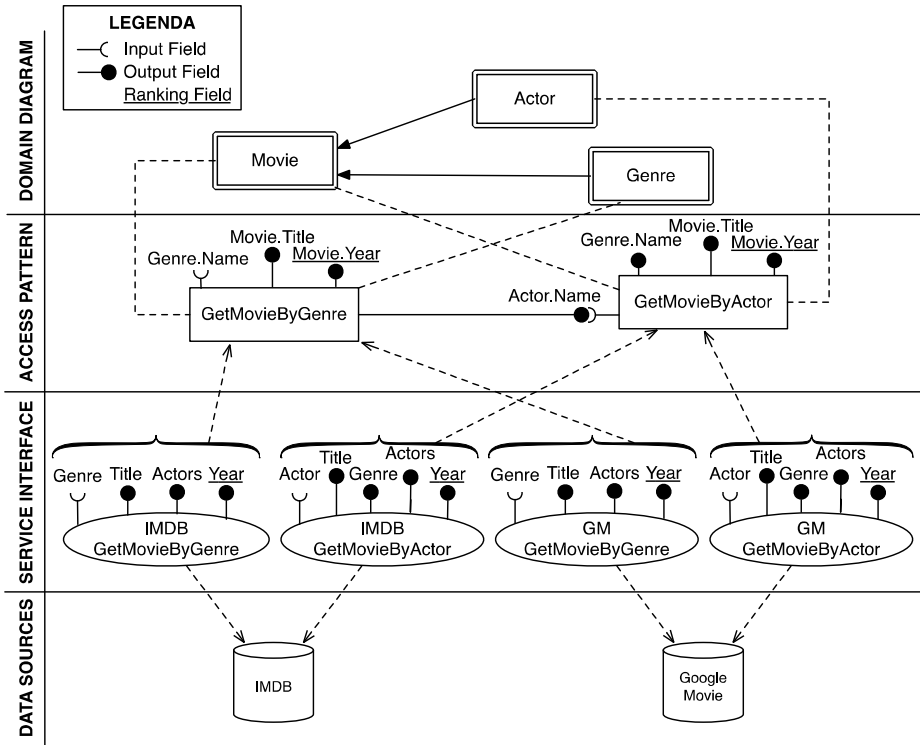 LEGENDA
Input Field
Output Field
Ranking Field
DOMAIN DIAGRAM
Actor
Movie
Genre
ACCESS PATTERN
Movie.Title
Genre.Name
Movie.Year
GetMovieByGenre
Actor.Name
Movie.Title
Genre.Name
Movie.Year
GetMovieByActor
SERVICE INTERFACE
Genre
Title
Actors
Year
IMDB
GetMovieByGenre
Actor
Title
Genre
Actors
Year
IMDB
GetMovieByActor
Genre
Title
Actors
Year
GM
GetMovieByGenre
Actor
Title
Genre
Actors
Year
GM
GetMovieByActor
DATA SOURCES
IMDB
Google
Movie